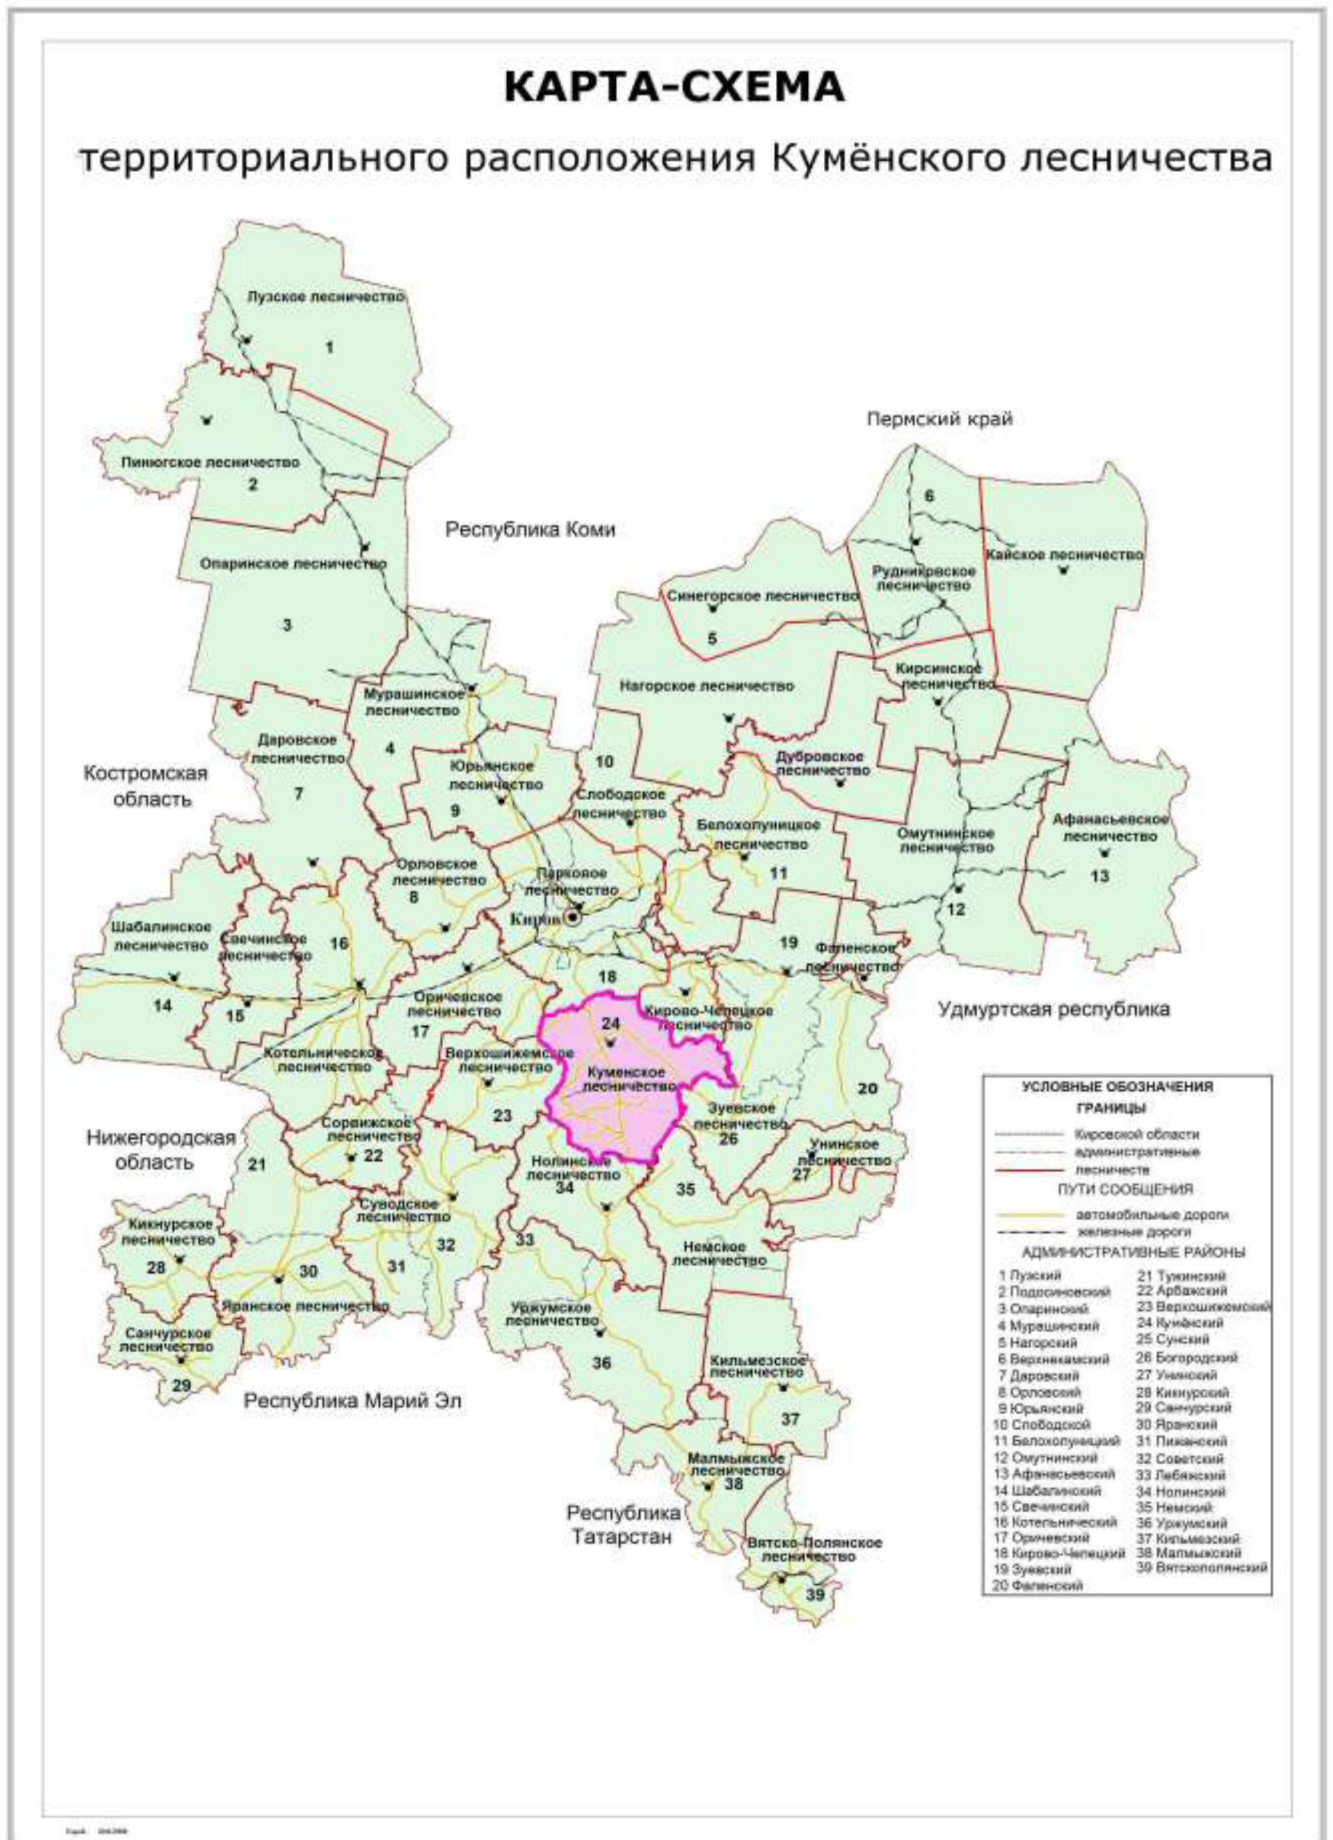 КАРТА-СХЕМА
территориального расположения Кумёнского лесничества
Лузское лесничество
1
Пермский край
Пинюгское лесничество
2
6
Республика Коми
Опаринское лесничество
Кайское лесничество
Рудниковское
лесничество
Синегорское лесничество
3
5
Кирсинское
лесничество
Нагорское лесничество
Мурашинское
лесничество
4
Даровское
лесничество
7
Костромская
область
Юрьянское
лесничество
9
10
Слободское
лесничество
Дубровское
лесничество
Белохолуницкое
лесничество
11
Омутнинское
лесничество
12
Афанасьевское
лесничество
13
Орловское
лесничество
8
Парковое
лесничество
Киров
Шабалинское
лесничество
14
Свечинское
лесничество
15
16
19
Фаленское
лесничество
18
Удмуртская республика
Оричевское
лесничество
17
Кирово-Чепецкое
лесничество
24
Куменское
лесничество
Котельническое
лесничество
Верхошижемское
лесничество
23
20
Зуевское
лесничество
26
Нижегородская
область
Сорвижское
лесничество
22
21
Унинское
лесничество
27
Нолинское
лесничество
34
35
Суводское
лесничество
32
31
33
Кикнурское
лесничество
28
Немское
лесничество
30
Яранское лесничество
Уржумское
лесничество
36
Санчурское
лесничество
29
Кильмезское
лесничество
37
Республика Марий Эл
Малмыжское
лесничество
38
Республика
Татарстан
Вятско-Полянское
лесничество
39
УСЛОВНЫЕ ОБОЗНАЧЕНИЯ
ГРАНИЦЫ
Кировской области
административные
лесничеств
ПУТИ СООБЩЕНИЯ
автомобильные дороги
железные дороги
АДМИНИСТРАТИВНЫЕ РАЙОНЫ
1 Лузский
2 Подосиновский
3 Опаринский
4 Мурашинский
5 Нагорский
6 Верхнекамский
7 Даровский
8 Орловский
9 Юрьянский
10 Слободской
11 Белохолуницкий
12 Омутнинский
13 Афанасьевский
14 Шабалинский
15 Свечинский
16 Котельнический
17 Оричевский
18 Кирово-Чепецкий
19 Зуевский
20 Фаленский
21 Тужинский
22 Арбажский
23 Верхошижемский
24 Кумёнский
25 Сунский
26 Богородский
27 Унинский
28 Кикнурский
29 Санчурский
30 Яранский
31 Пижанский
32 Советский
33 Лебяжский
34 Нолинский
35 Немский
36 Уржумский
37 Кильмезский
38 Малмыжский
39 Вятскополянский